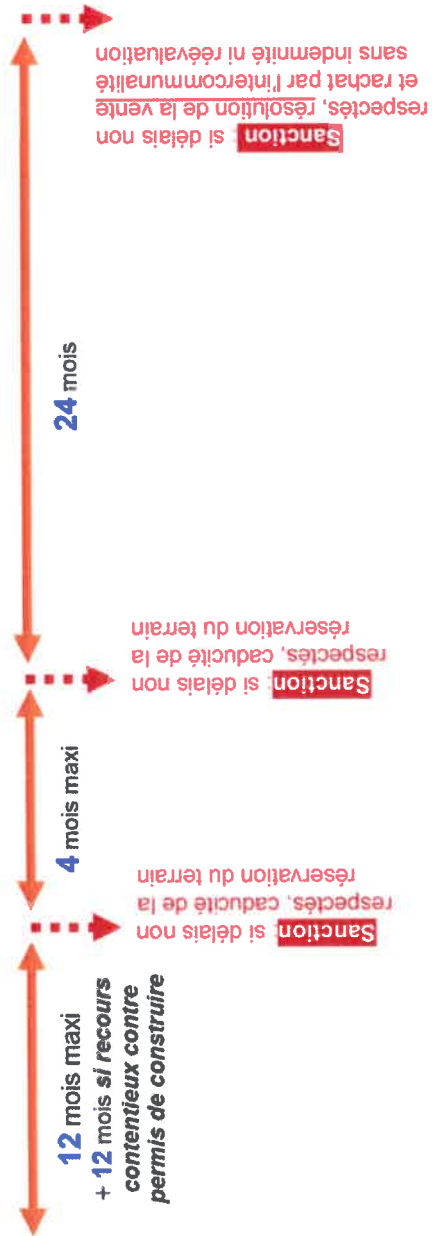 12 mois maxi
+ 12 mois si recours
contentieux contre
permis de construire
Sanction : si délais non
respectés, caducité de la
réservation du terrain
4 mois maxi
Sanction : si délais non
respectés, caducité de la
réservation du terrain
24 mois
Sanction : si délais non
respectés, résolution de la vente
et rachat par l'intercommunalité
sans indemnité ni réévaluation